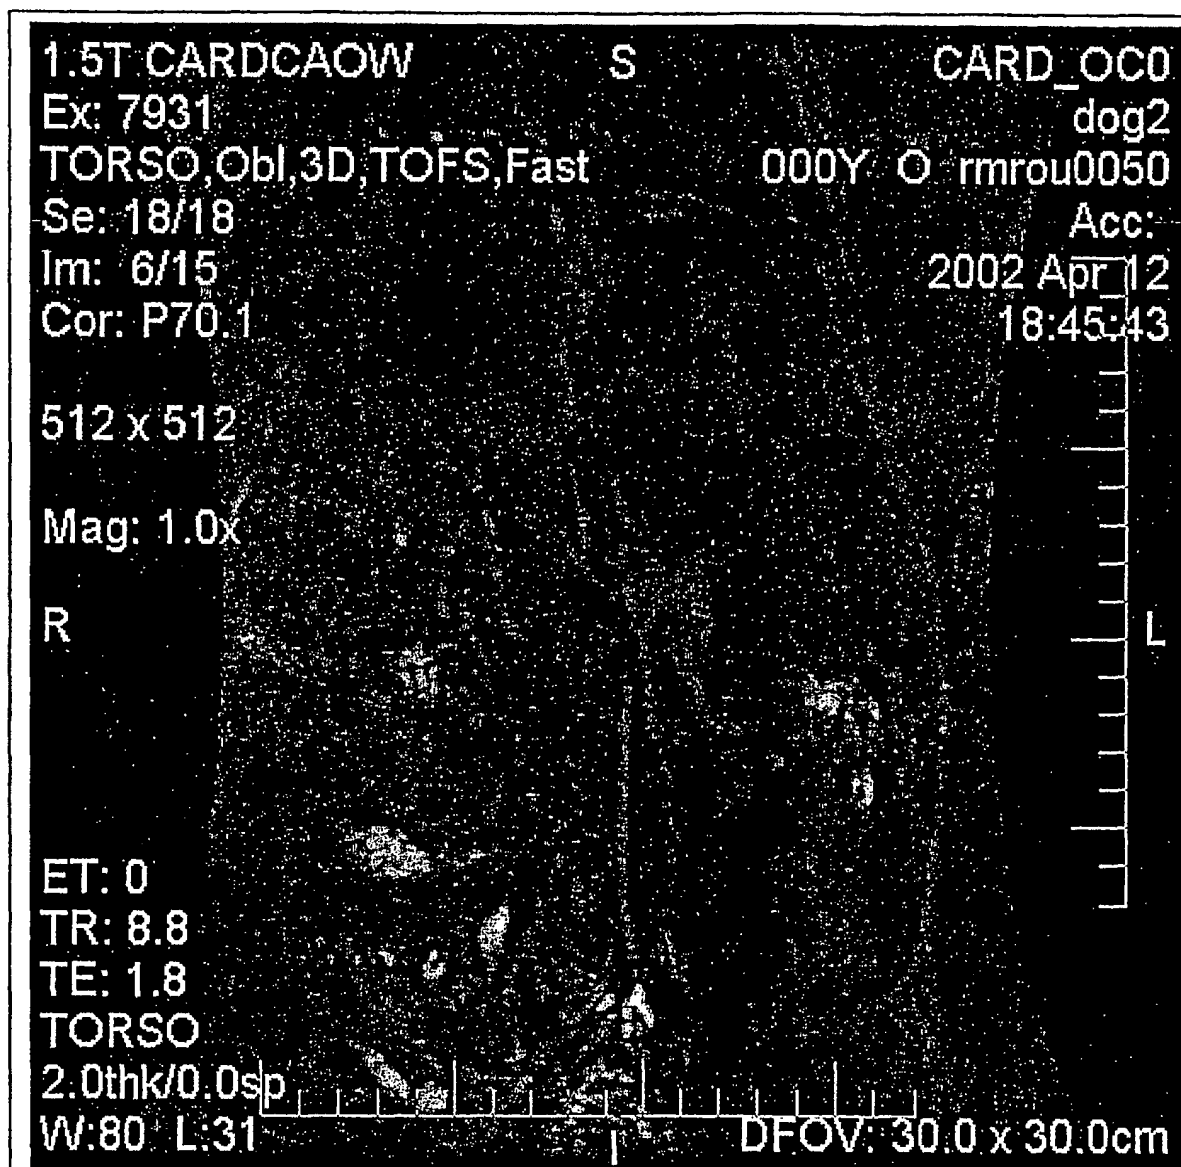 1.5T CARDCAOW S CARD_OC0
Ex: 7931 dog2
TORSO,Obl,3D,TOFS,Fast 000Y O rmrou0050
Se: 18/18 Acc:
Im: 6/15 2002 Apr 12
Cor: P70.1 18:45:43
512 x 512
Mag: 1.0x
R L
ET: 0
TR: 8.8
TE: 1.8
TORSO
2.0thk/0.0sp
W:80 L:31 I DFOV: 30.0 x 30.0cm